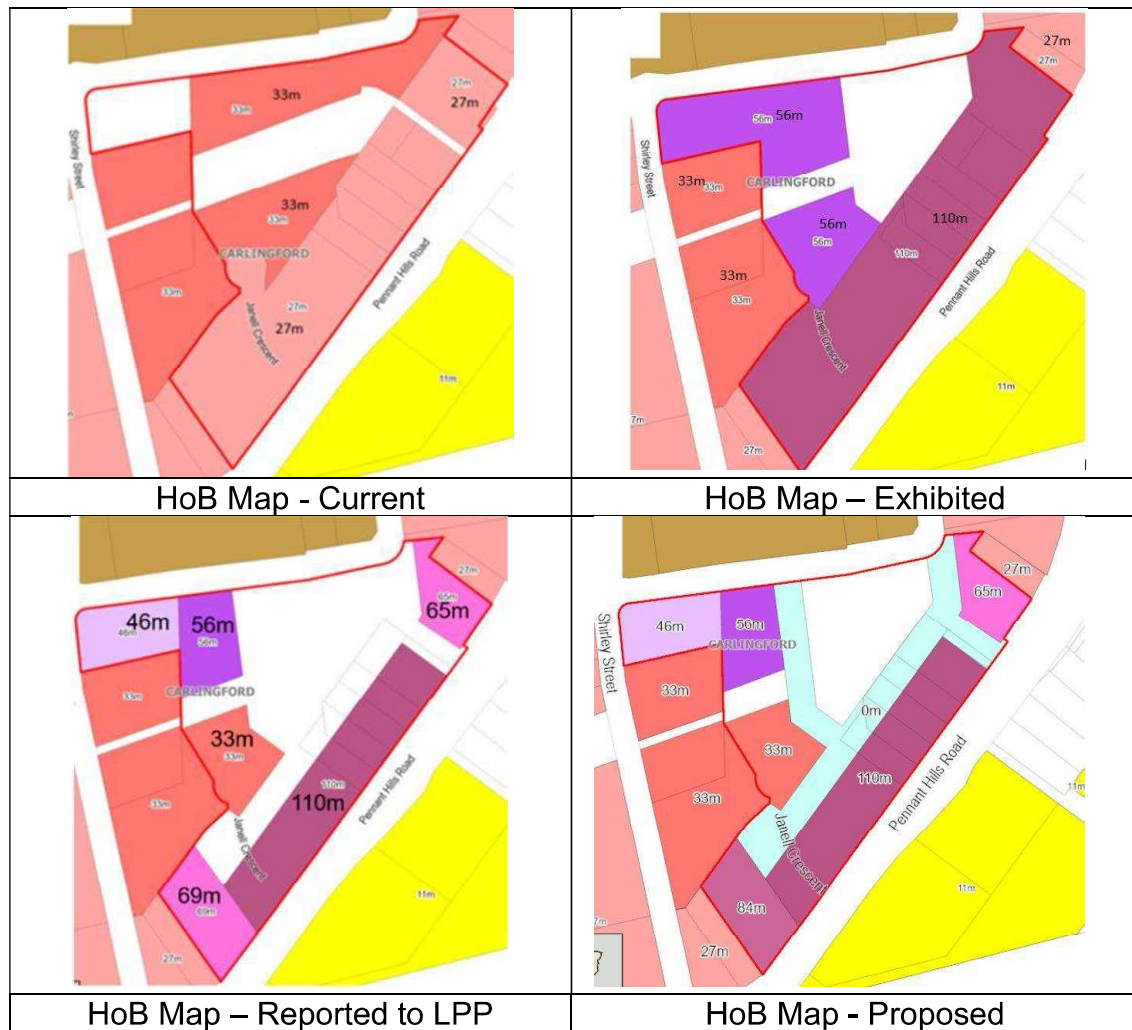 33m
33m
27m
27m
Shirley Street
33m
33m
CARLINGFORD
33m
27m
27m
Janell Crescent
Pennant Hills Road
11m
HoB Map - Current
27m
27m
56m
56m
Shirley Street
33m
33m
CARLINGFORD
56m
56m
110m
110m
33m
33m
Janell Crescent
Pennant Hills Road
11m
7m
27m
HoB Map – Exhibited
27m
65m
65m
46m
46m
56m
56m
33m
CARLINGFORD
33m
33m
33m
110m
110m
Janell Crescent
Pennant Hills Road
69m
69m
11m
27m
HoB Map – Reported to LPP
27m
65m
Shirley Street
46m
56m
CARLINGFORD
33m
0m
33m
33m
110m
11m
Pennant Hills Road
Janell Crescent
84m
11m
7m
27m
HoB Map - Proposed